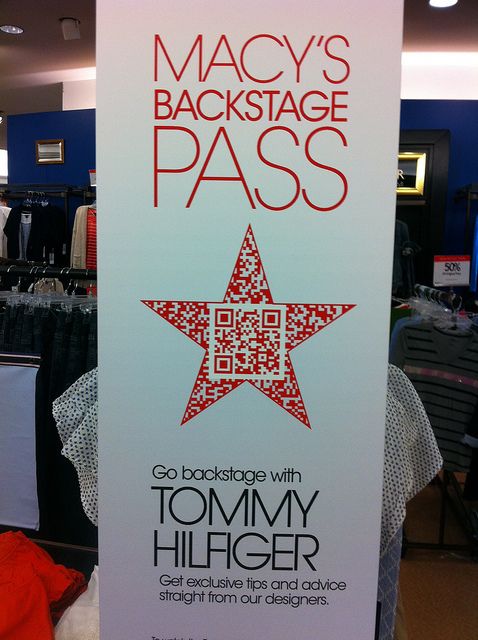 MACY'S
BACKSTAGE
PASS
50%
Go backstage with
TOMMY
HILFIGER
Get exclusive tips and advice
straight from our designers.